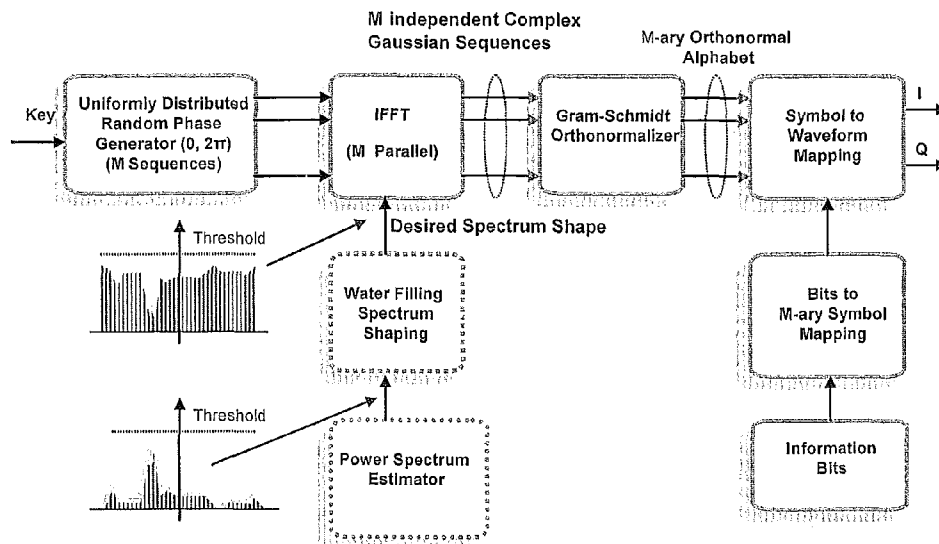 M independent Complex
Gaussian Sequences
M-ary Orthonormal
Alphabet
Key
Uniformly Distributed
Random Phase
Generator (0, 2π)
(M Sequences)
IFFT
(M Parallel)
Gram-Schmidt
Orthonormalizer
Symbol to
Waveform
Mapping
I
Q
Threshold
Desired Spectrum Shape
Water Filling
Spectrum
Shaping
Bits to
M-ary Symbol
Mapping
Threshold
Power Spectrum
Estimator
Information
Bits